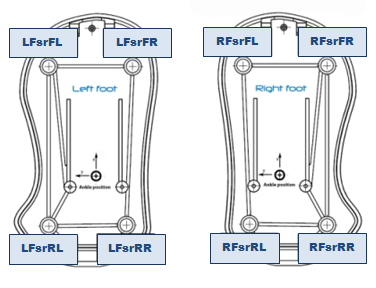 LFsrFL LFsrFR
Left foot
Ankle position
LFsrRL LFsrRR
RFsrFL RFsrFR
Right foot
Ankle position
RFsrRL RFsrRR